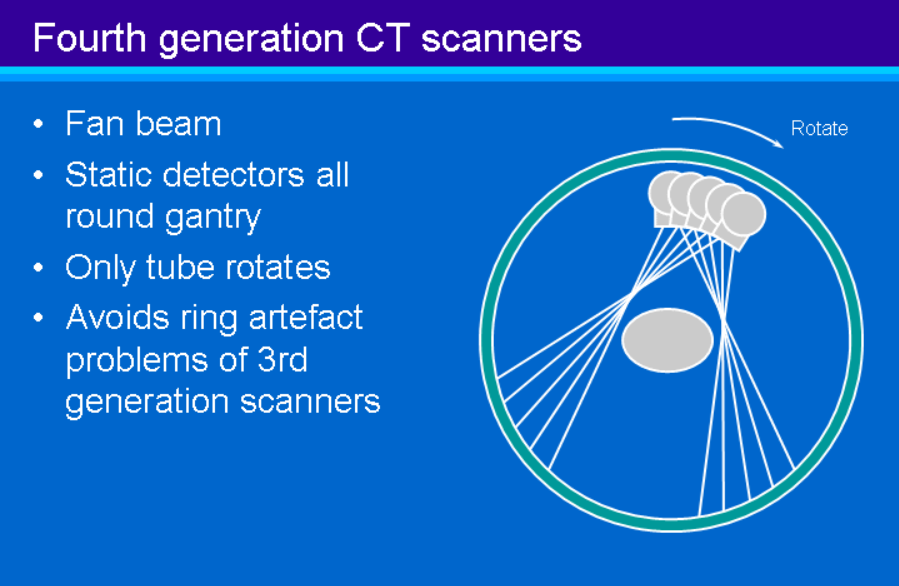 Fourth generation CT scanners
• Fan beam
• Static detectors all
round gantry
• Only tube rotates
• Avoids ring artefact
problems of 3rd
generation scanners
Rotate